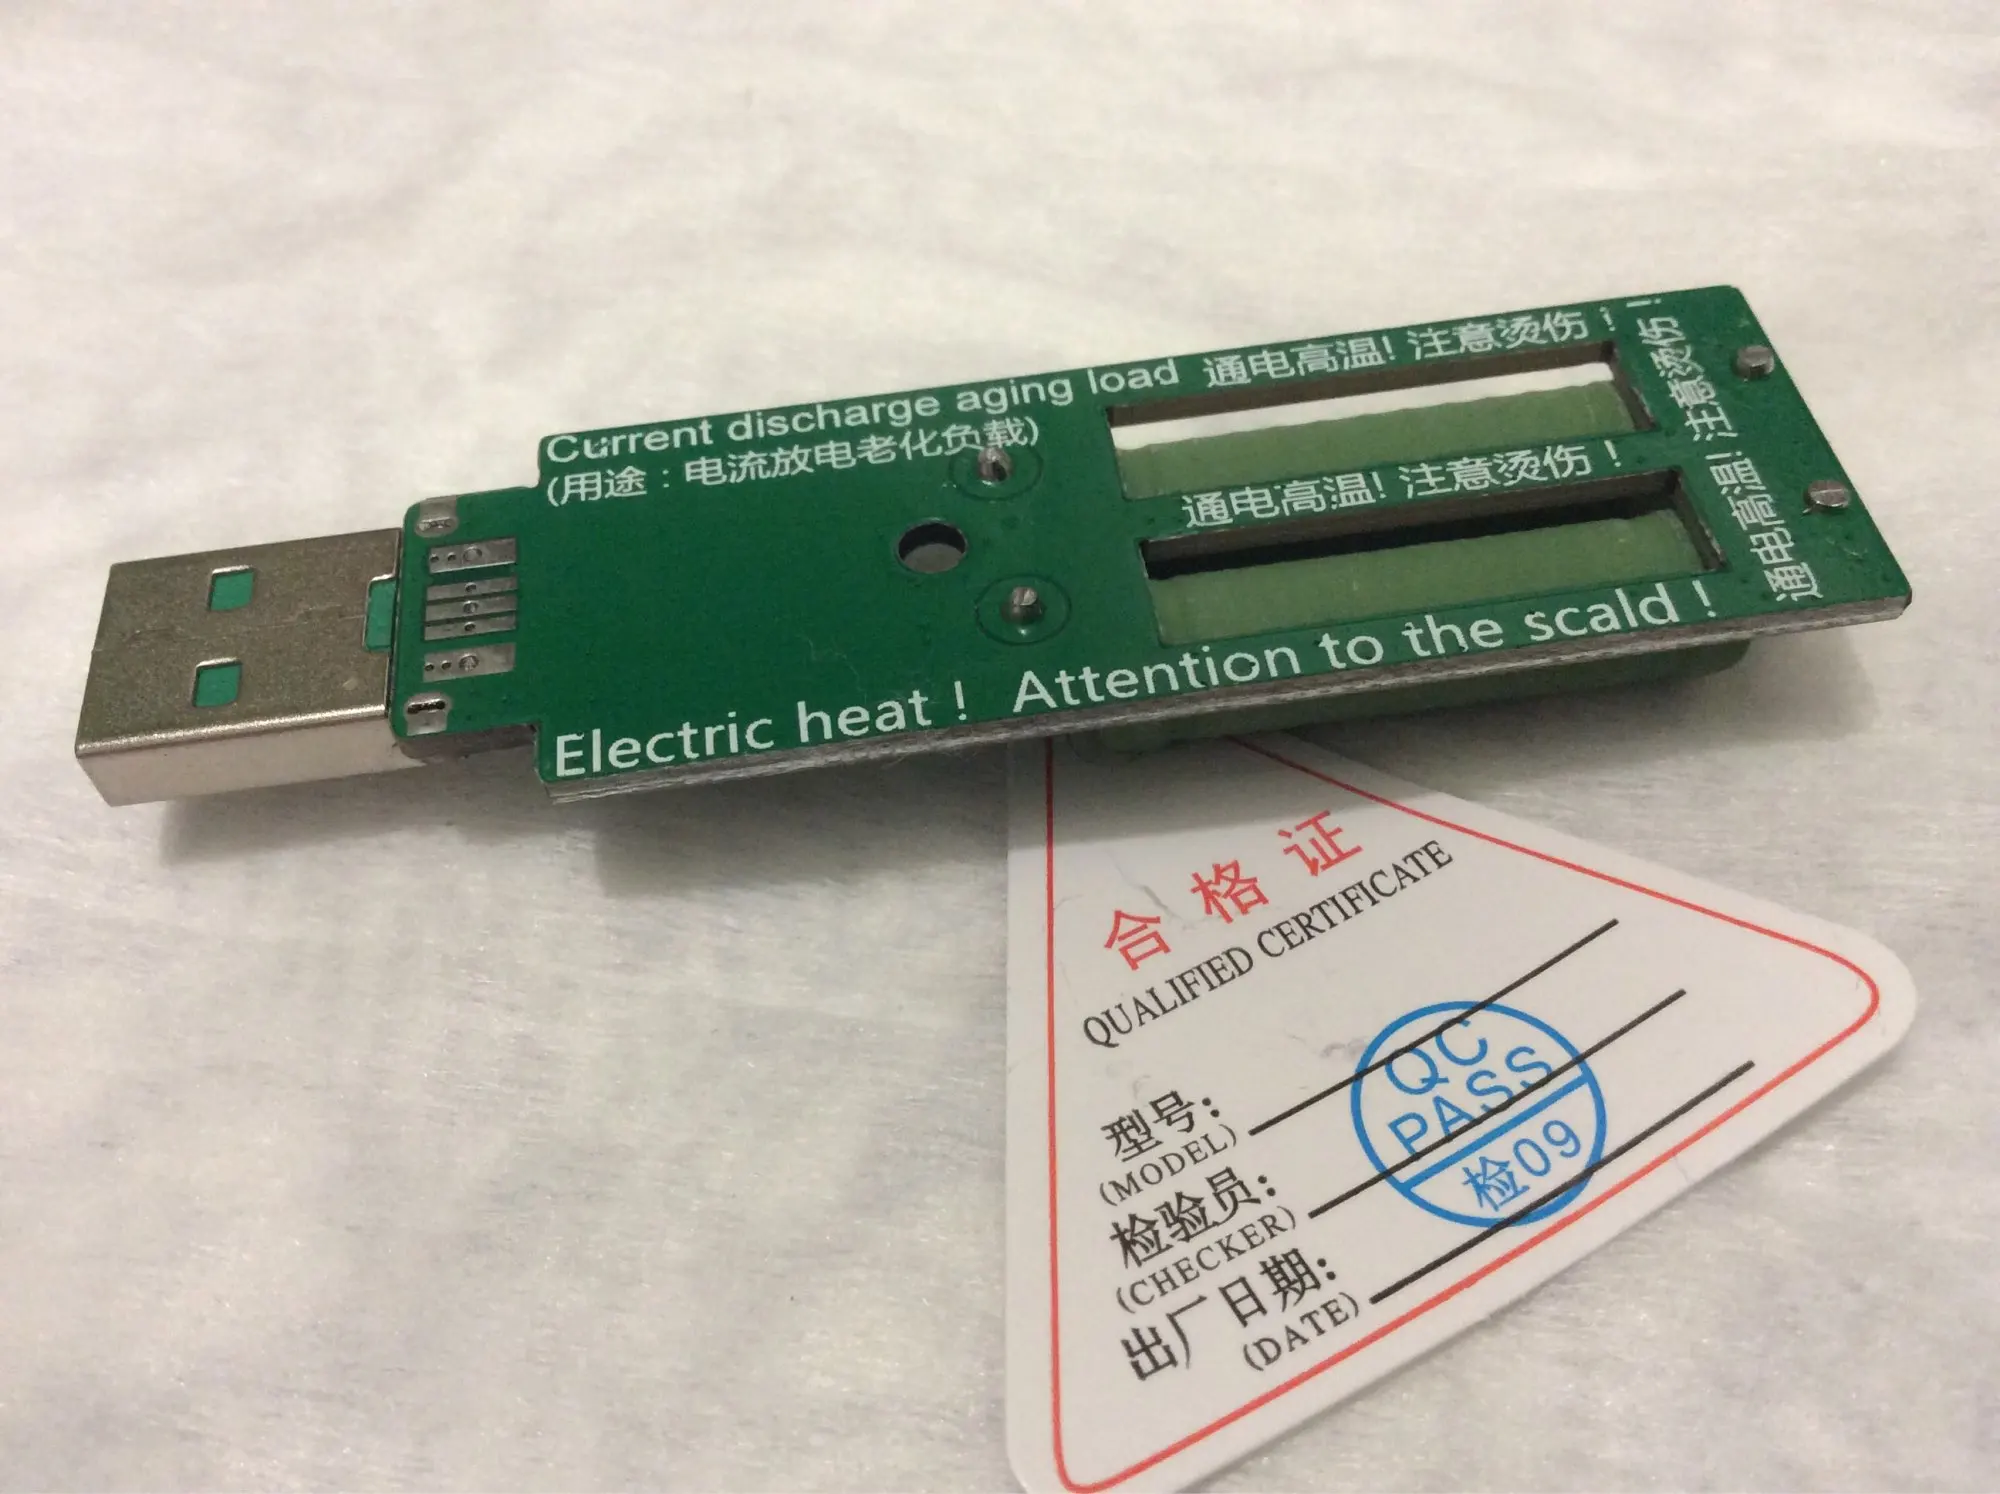 Current discharge aging load 通电高温! 注意烫伤！!
(用途：电流放电老化负载)
通电高温! 注意烫伤！
通电高温! 注意烫伤!
Electric heat！ Attention to the scald！
合格证
QUALIFIED CERTIFICATE
型号:
(MODEL)
检验员:
(CHECKER)
出厂日期:
(DATE)
QC
PASS
检09